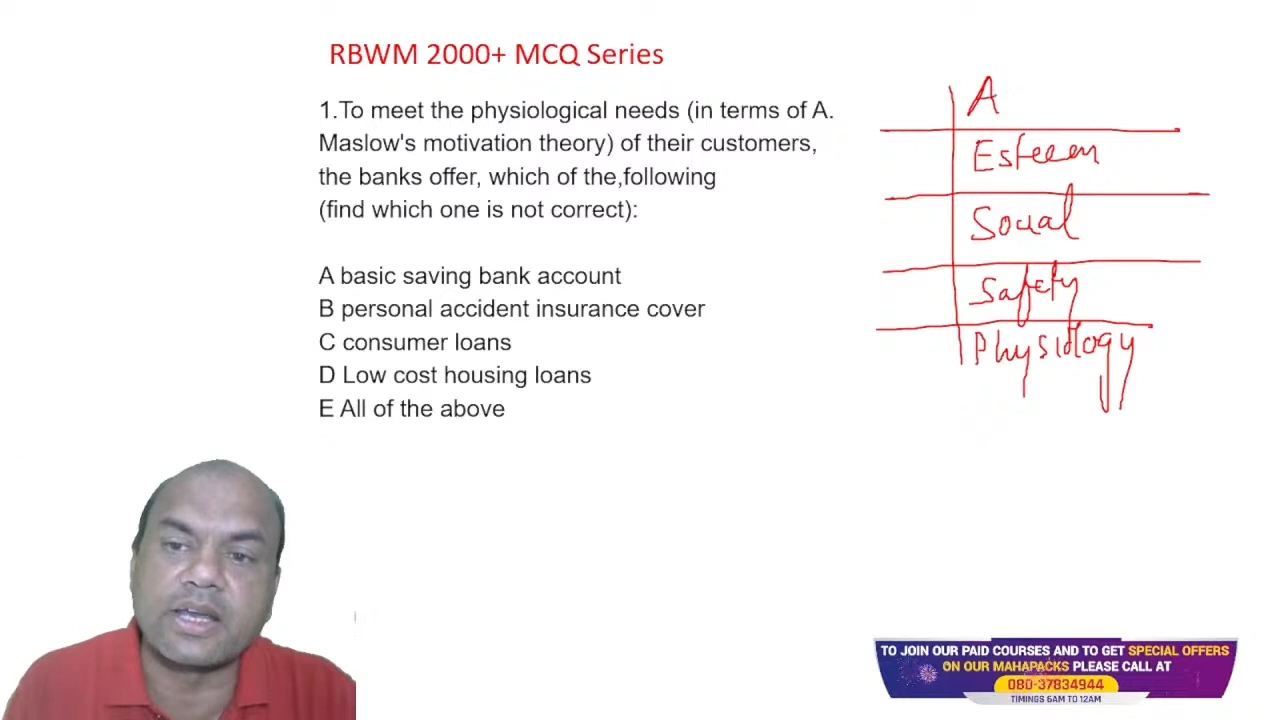 RBWM 2000+ MCQ Series
1.To meet the physiological needs (in terms of A.
Maslow's motivation theory) of their customers,
the banks offer, which of the,following
(find which one is not correct):
A basic saving bank account
B personal accident insurance cover
C consumer loans
D Low cost housing loans
E All of the above
A
Esteem
Social
Safety
Physiology
TO JOIN OUR PAID COURSES AND TO GET SPECIAL OFFERS
ON OUR MAHAPACKS PLEASE CALL AT
080-37834944
TIMINGS 6AM TO 12AM